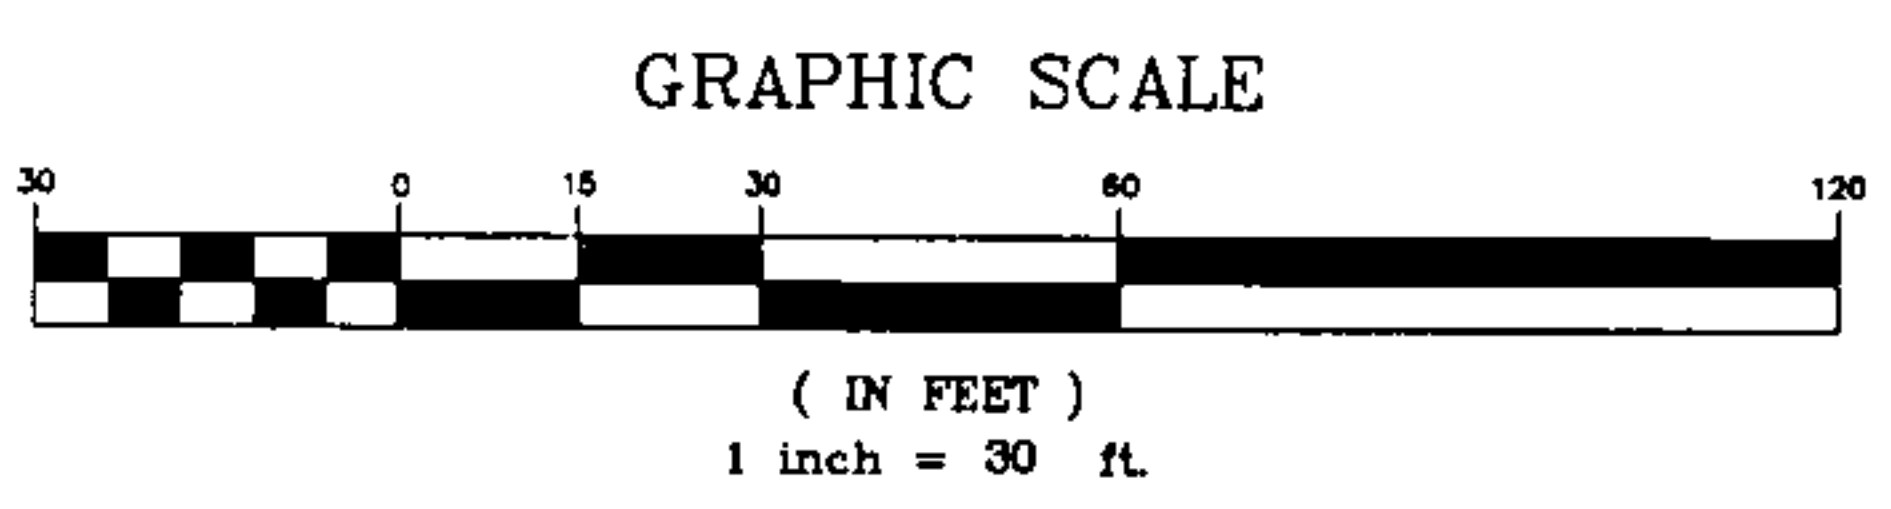 GRAPHIC SCALE
30 0 15 30 60 120
( IN FEET )
1 inch = 30 ft.